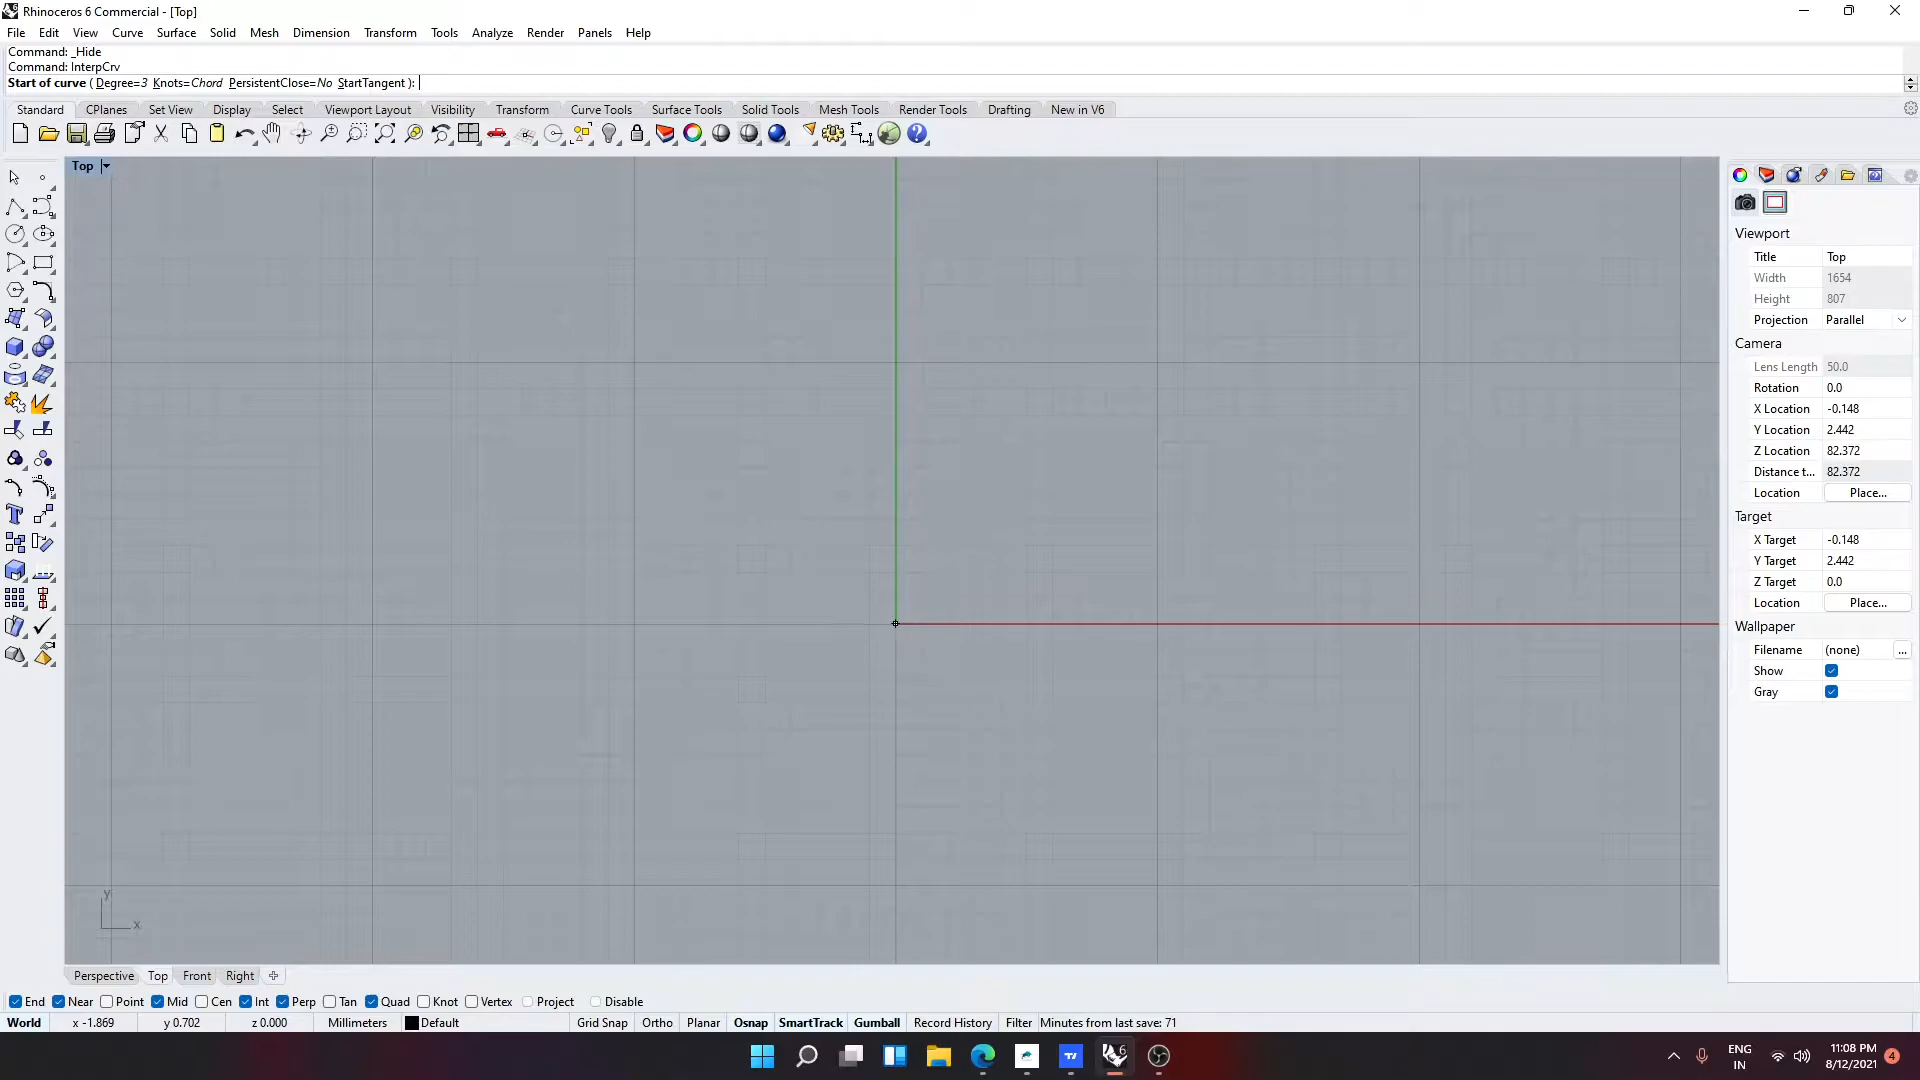 Rhinoceros 6 Commercial - [Top]
File Edit View Curve Surface Solid Mesh Dimension Transform Tools Analyze Render Panels Help
Command: _Hide
Command: InterpCrv
Start of curve ( Degree=3 Knots=Chord PersistentClose=No StartTangent ):
Standard CPlanes Set View Display Select Viewport Layout Visibility Transform Curve Tools Surface Tools Solid Tools Mesh Tools Render Tools Drafting New in V6
Top
Viewport
Title Top
Width 1654
Height 807
Projection Parallel
Camera
Lens Length 50.0
Rotation 0.0
X Location -0.148
Y Location 2.442
Z Location 82.372
Distance t... 82.372
Location Place...
Target
X Target -0.148
Y Target 2.442
Z Target 0.0
Location Place...
Wallpaper
Filename (none) ...
Show
Gray
y
x
Perspective Top Front Right
End Near Point Mid Cen Int Perp Tan Quad Knot Vertex Project Disable
World x -1.869 y 0.702 z 0.000 Millimeters Default Grid Snap Ortho Planar Osnap SmartTrack Gumball Record History Filter Minutes from last save: 71
ENG
IN
11:08 PM
8/12/2021
4